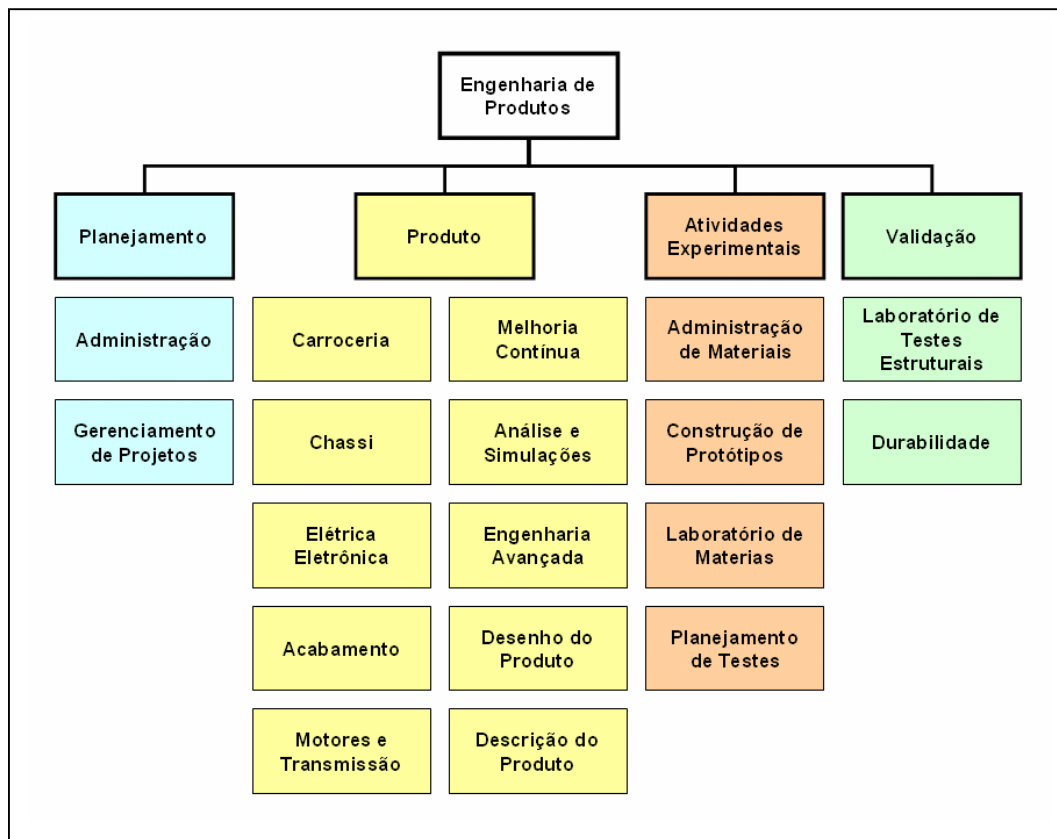 Engenharia de
Produtos
Planejamento
Produto
Atividades
Experimentais
Validação
Administração
Carroceria
Melhoria
Contínua
Administração
de Materiais
Laboratório de
Testes
Estruturais
Gerenciamento
de Projetos
Chassi
Análise e
Simulações
Construção de
Protótipos
Durabilidade
Elétrica
Eletrônica
Engenharia
Avançada
Laboratório de
Materias
Acabamento
Desenho do
Produto
Planejamento
de Testes
Motores e
Transmissão
Descrição do
Produto